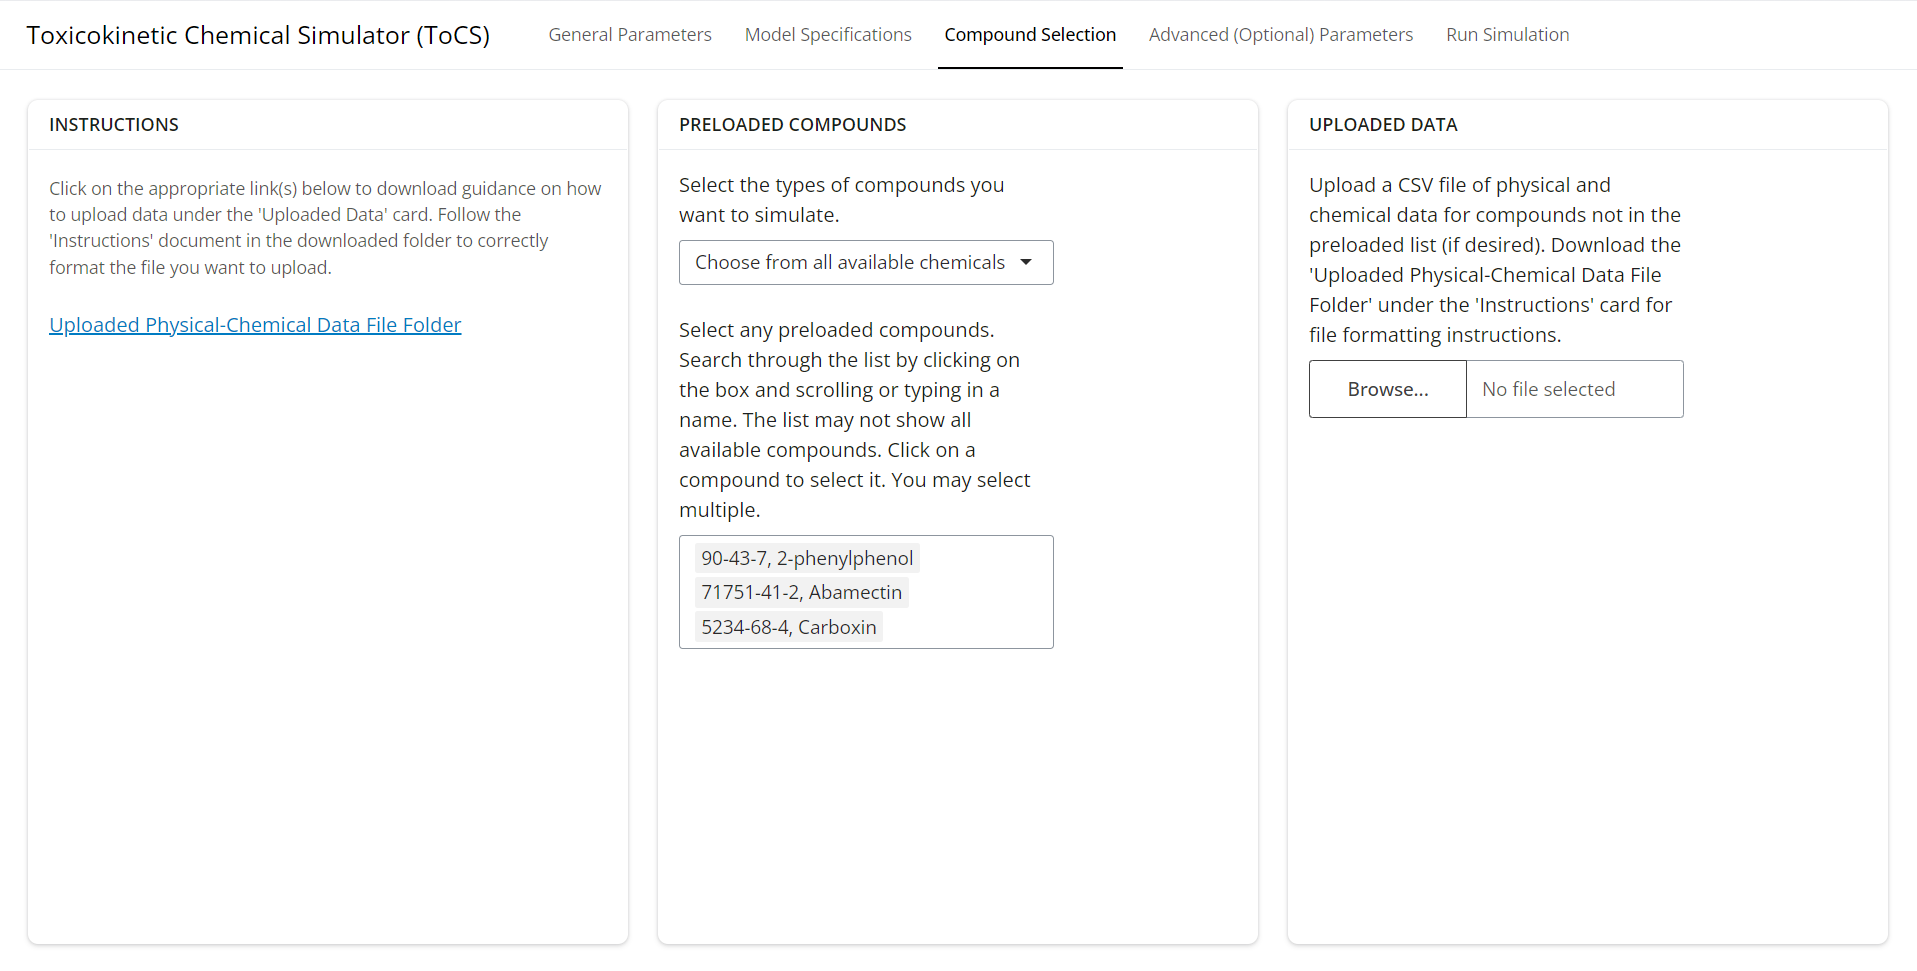 Toxicokinetic Chemical Simulator (ToCS)
General Parameters
Model Specifications
Compound Selection
Advanced (Optional) Parameters
Run Simulation
INSTRUCTIONS
Click on the appropriate link(s) below to download guidance on how
to upload data under the 'Uploaded Data' card. Follow the
'Instructions' document in the downloaded folder to correctly
format the file you want to upload.
Uploaded Physical-Chemical Data File Folder
PRELOADED COMPOUNDS
Select the types of compounds you
want to simulate.
Choose from all available chemicals
Select any preloaded compounds.
Search through the list by clicking on
the box and scrolling or typing in a
name. The list may not show all
available compounds. Click on a
compound to select it. You may select
multiple.
90-43-7, 2-phenylphenol
71751-41-2, Abamectin
5234-68-4, Carboxin
UPLOADED DATA
Upload a CSV file of physical and
chemical data for compounds not in the
preloaded list (if desired). Download the
'Uploaded Physical-Chemical Data File
Folder' under the 'Instructions' card for
file formatting instructions.
Browse...
No file selected